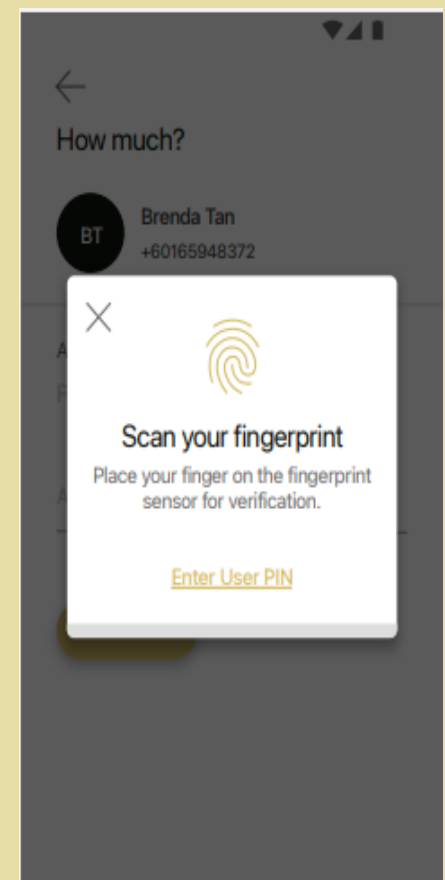 How much?
BT
Brenda Tan
+60165948372
Scan your fingerprint
Place your finger on the fingerprint
sensor for verification.
Enter User PIN